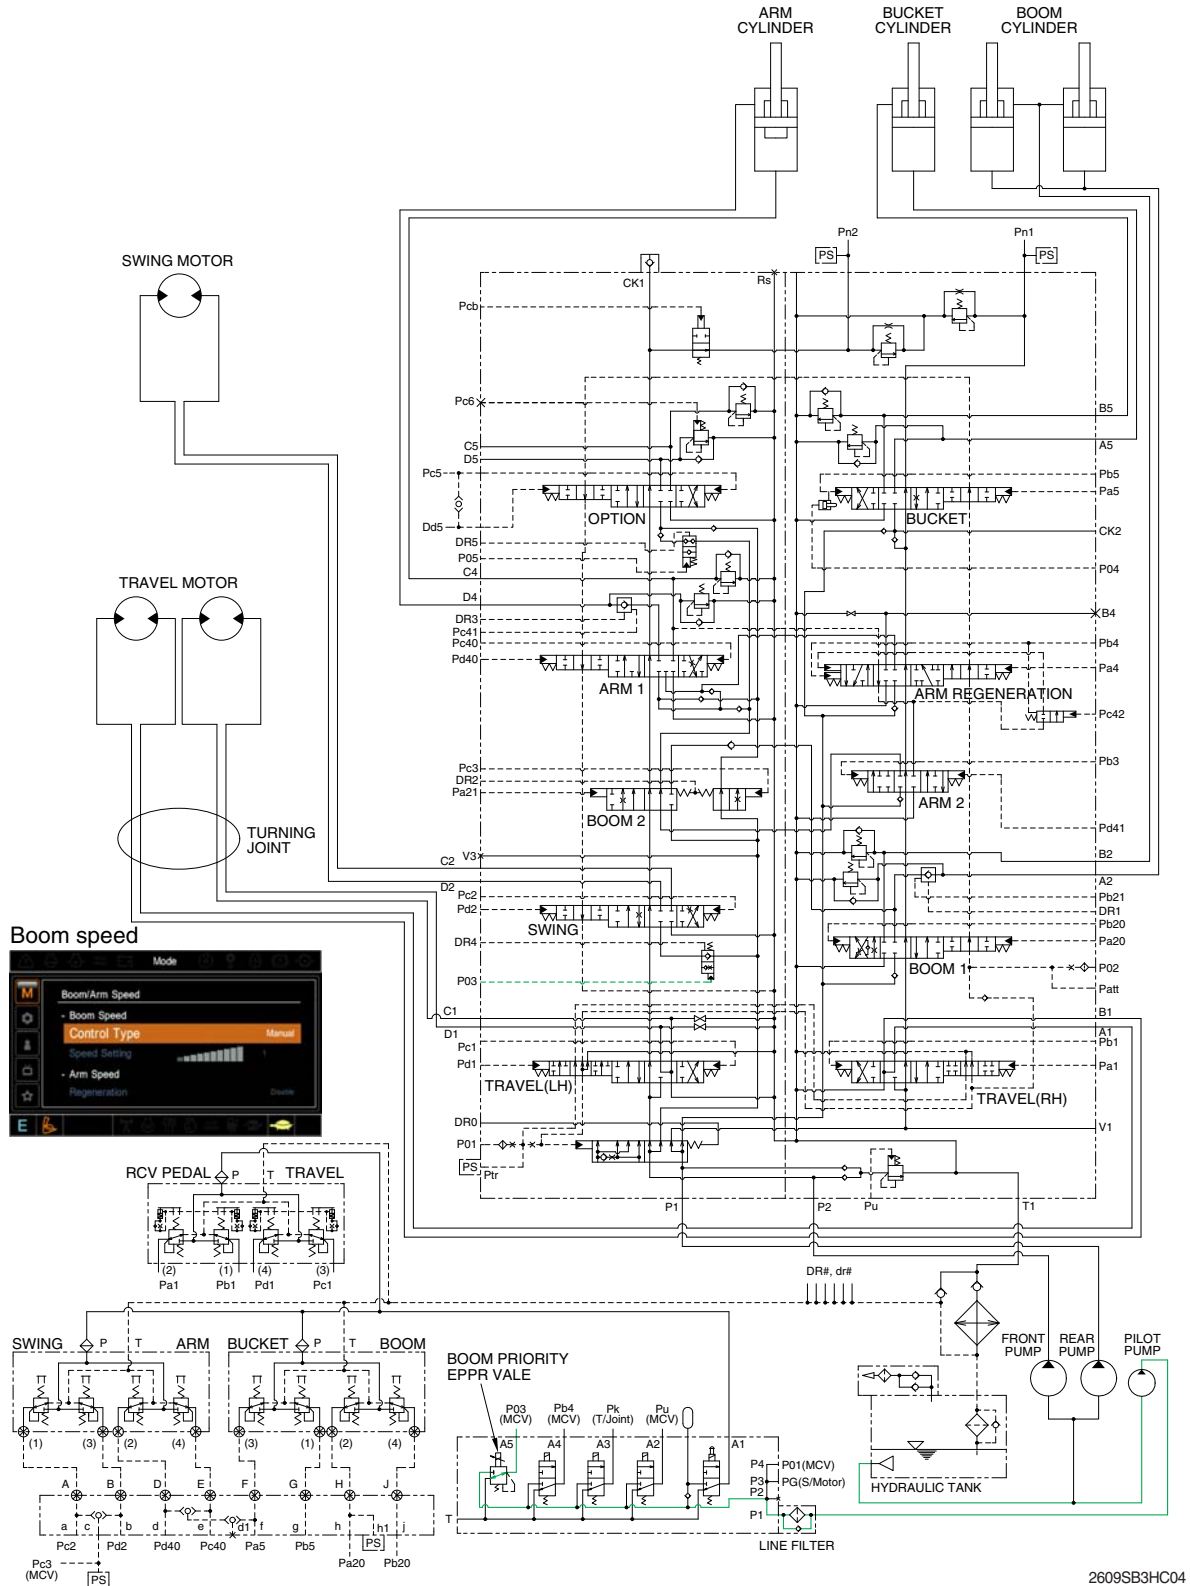 ARM
CYLINDER
BUCKET
CYLINDER
BOOM
CYLINDER
Pn2
Pn1
PS
PS
SWING MOTOR
CK1
Rs
Pcb
Pc6
B5
C5
A5
D5
Pc5
Pb5
Pa5
OPTION
BUCKET
Dd5
CK2
DR5
P05
P04
C4
TRAVEL MOTOR
D4
B4
DR3
Pc41
Pc40
Pb4
Pd40
Pa4
ARM 1
ARM REGENERATION
Pc42
Pc3
Pb3
DR2
Pa21
ARM 2
BOOM 2
Pd41
TURNING
JOINT
V3
B2
C2
A2
D2
Pc2
Pb21
Pd2
DR1
Pb20
SWING
Pa20
DR4
BOOM 1
P02
P03
Patt
C1
B1
D1
A1
Pc1
Pb1
Pd1
Pa1
TRAVEL(LH)
TRAVEL(RH)
DR0
V1
P01
PS
Ptr
P1
P2
Pu
T1
Boom speed
Mode
M
Boom/Arm Speed
- Boom Speed
Control Type
Manual
Speed Setting
1
- Arm Speed
Regeneration
Disable
E
RCV PEDAL
P
T
TRAVEL
(2)
(1)
(4)
(3)
Pa1
Pb1
Pd1
Pc1
DR#, dr#
SWING
P
T
ARM
BUCKET
P
T
BOOM
FRONT
PUMP
REAR
PUMP
PILOT
PUMP
BOOM PRIORITY
EPPR VALE
(1)
(3)
(2)
(4)
(3)
(1)
(2)
(4)
P03
(MCV)
Pb4
(MCV)
Pk
(T/Joint)
Pu
(MCV)
A5
A4
A3
A2
A1
P4
P01(MCV)
P3
PG(S/Motor)
P2
P1
T
LINE FILTER
HYDRAULIC TANK
A
B
D
E
F
G
H
J
a
c
b
d
e
d1
f
g
h
h1
j
Pc2
Pd2
Pd40
Pc40
Pa5
Pb5
PS
Pa20
Pb20
Pc3
(MCV)
PS
2609SB3HC04